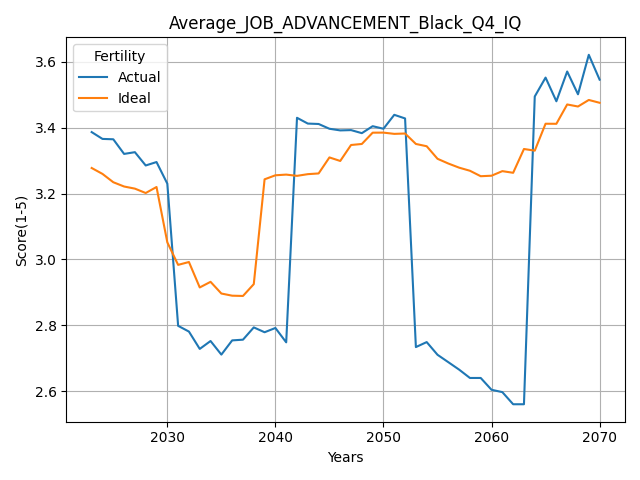 Average_JOB_ADVANCEMENT_Black_Q4_IQ
Fertility
Actual
Ideal
Score(1-5)
3.6
3.4
3.2
3.0
2.8
2.6
2030 2040 2050 2060 2070
Years